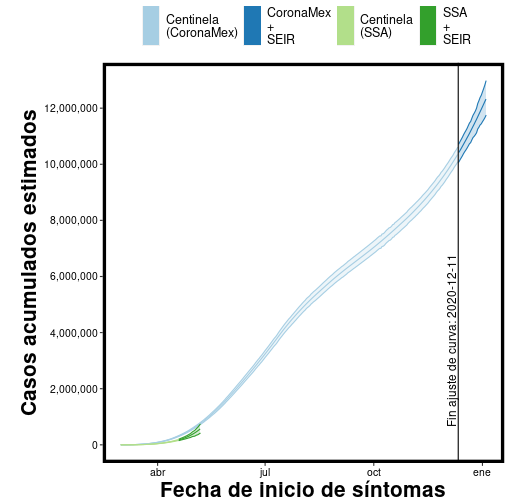 Centinela
(CoronaMex)
CoronaMex
+
SEIR
Centinela
(SSA)
SSA
+
SEIR
Casos acumulados estimados
12,000,000
10,000,000
8,000,000
6,000,000
4,000,000
2,000,000
0
Fin ajuste de curva: 2020-12-11
abr
jul
oct
ene
Fecha de inicio de síntomas